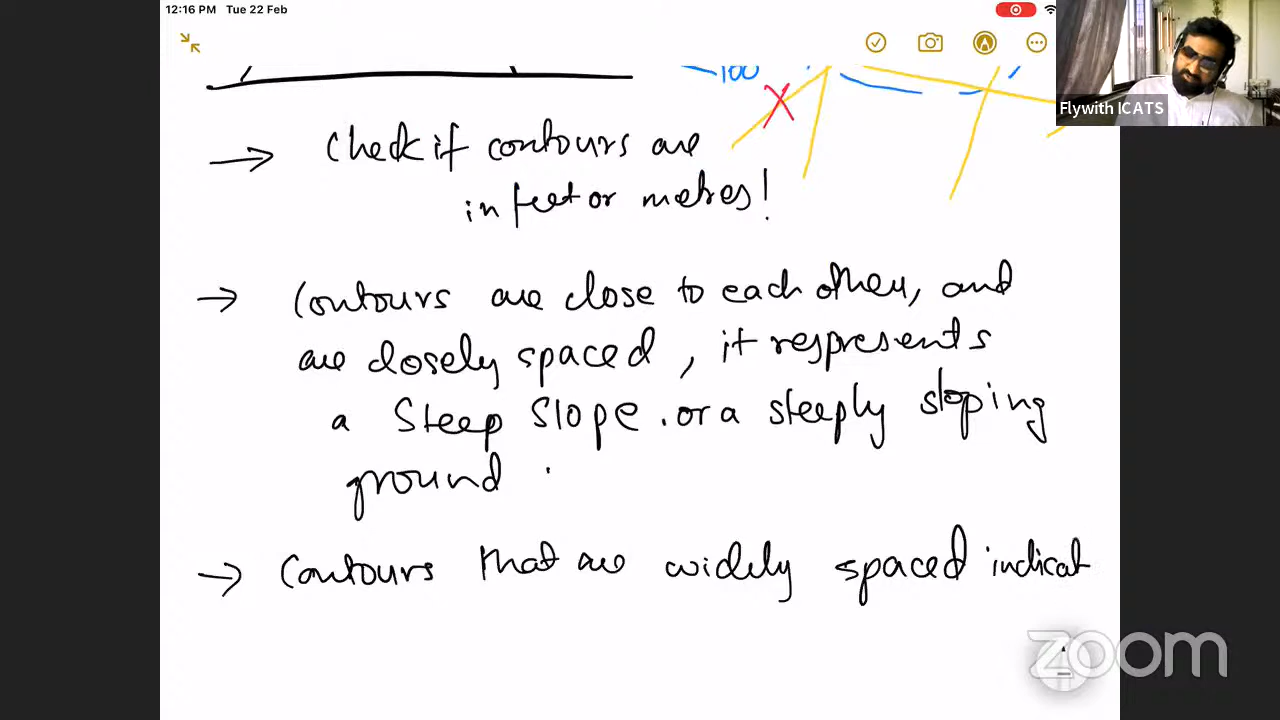 12:16 PM Tue 22 Feb
100
Flywith ICATS
→ Check if contours are
in feet or metres!
→ Contours are close to each other, and
are closely spaced, it respresents
a Steep Slope. or a steeply sloping
ground .
→ Contours that are widely spaced indicat
zoom